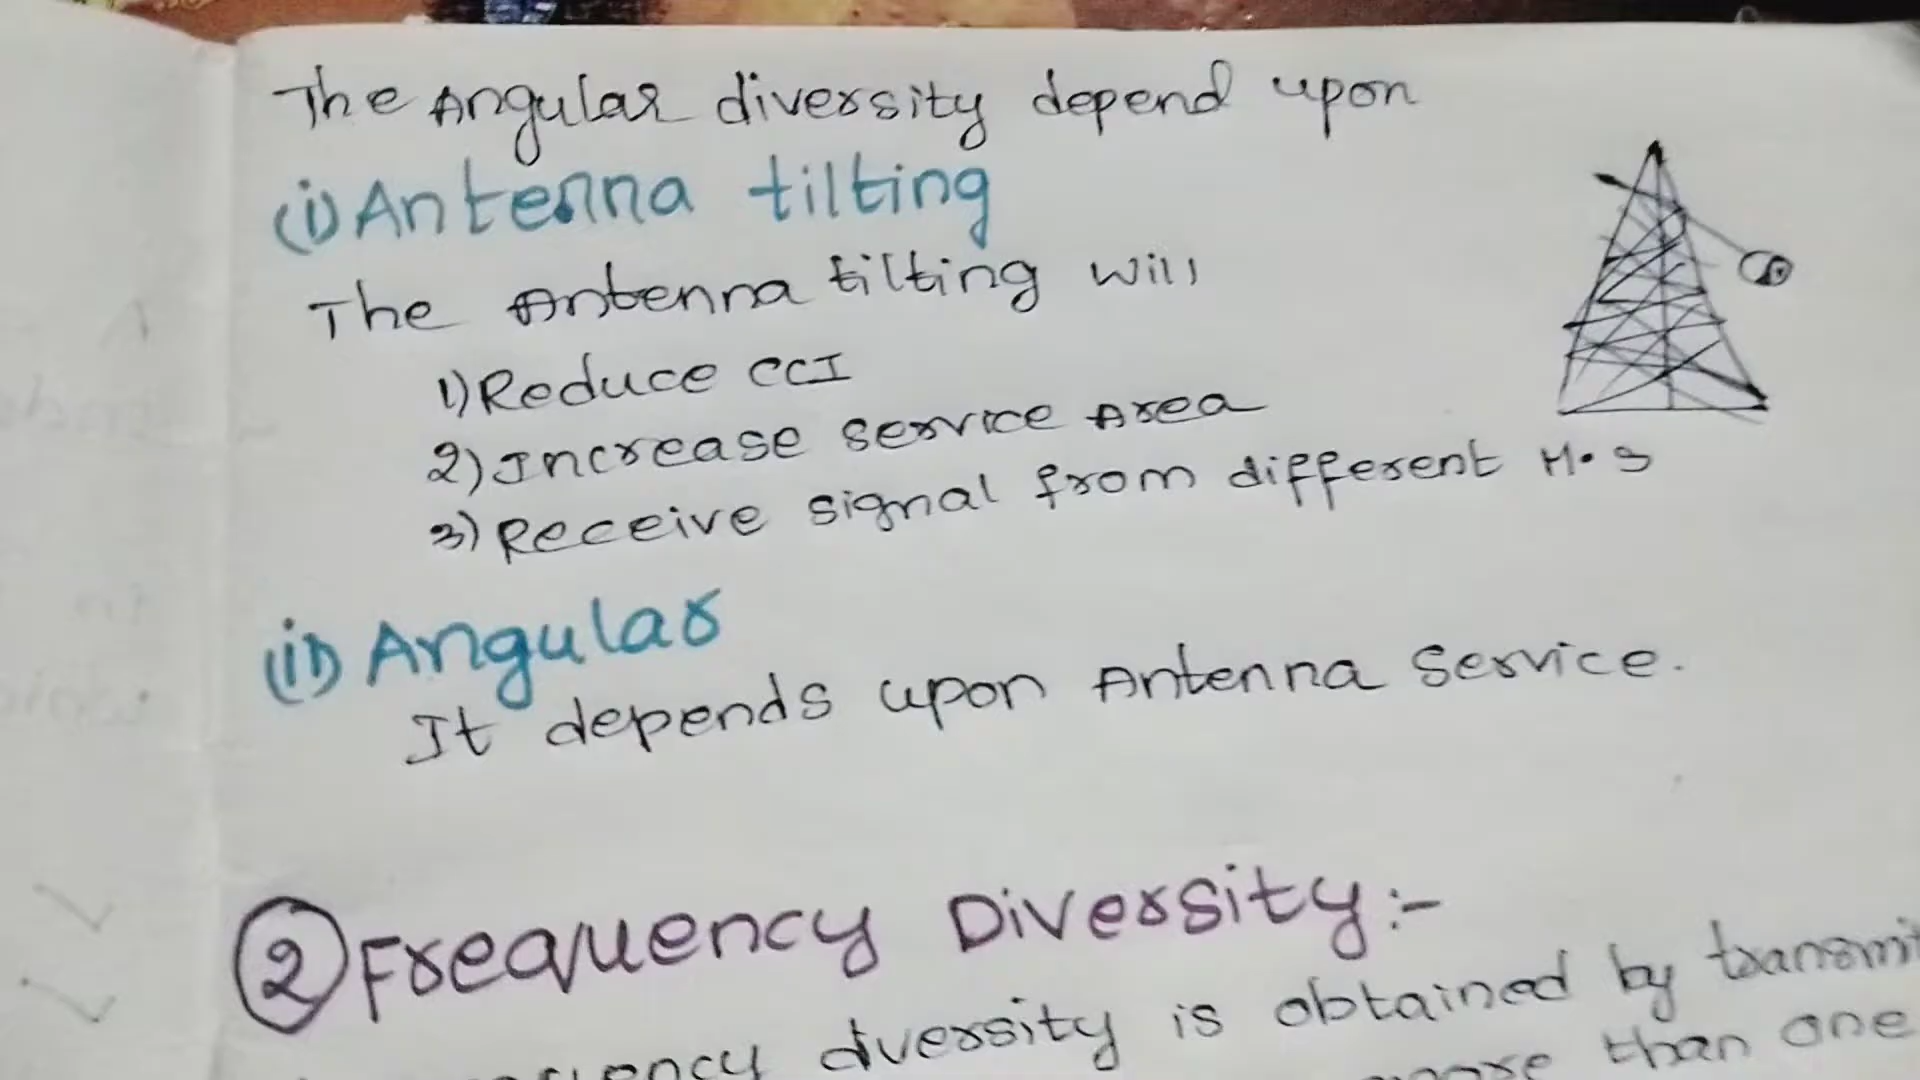 The Angular diversity depend upon
(i) Antenna tilting
The Antenna tilting will
1) Reduce CCI
2) Increase service Area
3) Receive signal from different M.S
(ii) Angular
It depends upon Antenna Service.
2 Frequency Diversity:-
diversity is obtained by transmit
more than one